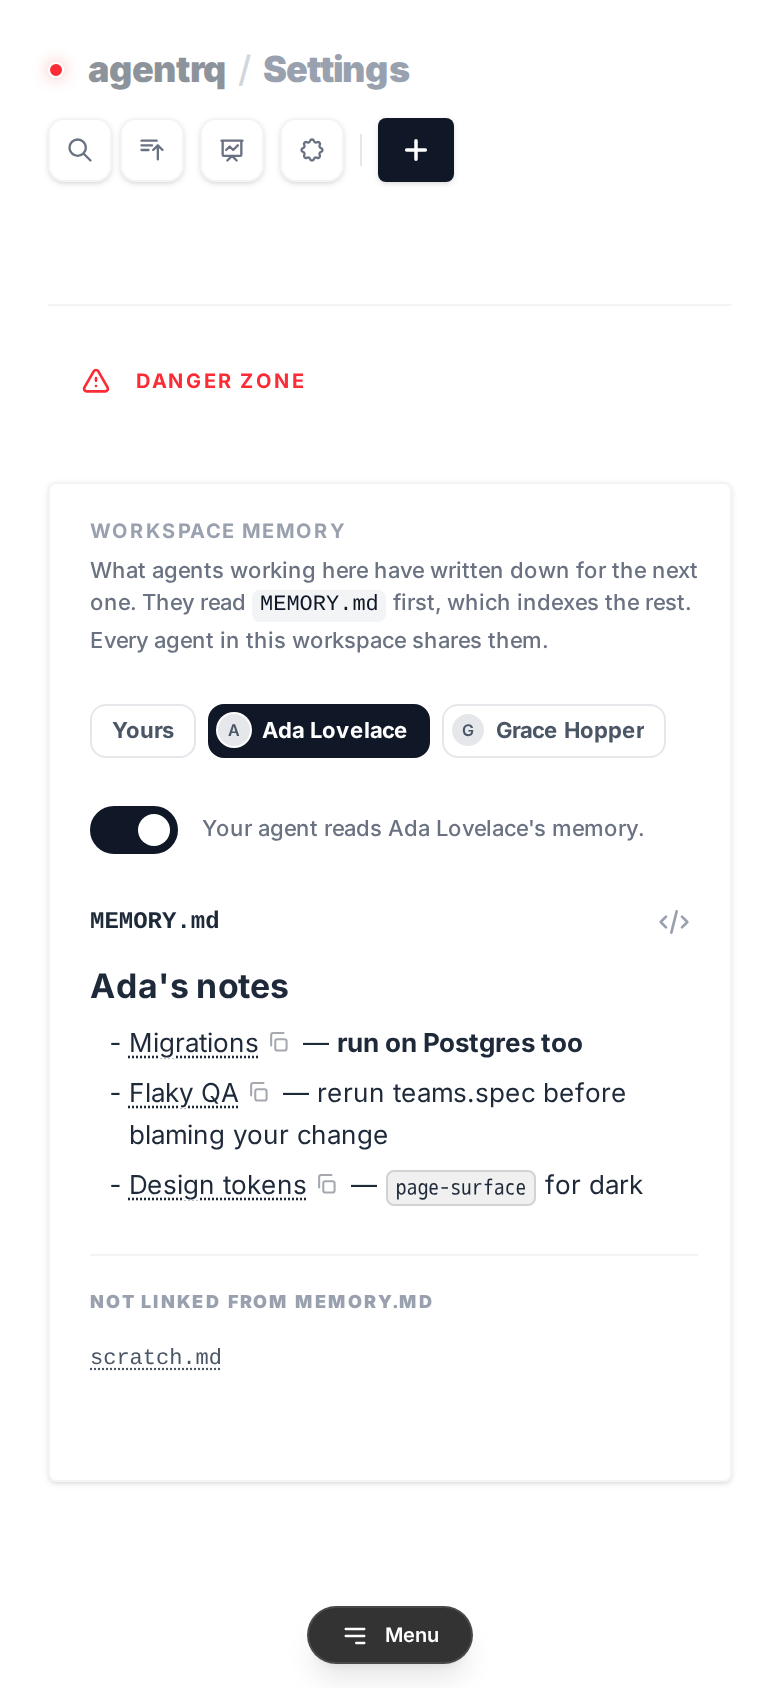 agentrq / Settings
DANGER ZONE
WORKSPACE MEMORY
What agents working here have written down for the next
one. They read MEMORY.md first, which indexes the rest.
Every agent in this workspace shares them.
Yours A Ada Lovelace G Grace Hopper
Your agent reads Ada Lovelace's memory.
MEMORY.md
Ada's notes
- Migrations — run on Postgres too
- Flaky QA — rerun teams.spec before
blaming your change
- Design tokens — page-surface for dark
NOT LINKED FROM MEMORY.MD
scratch.md
Menu